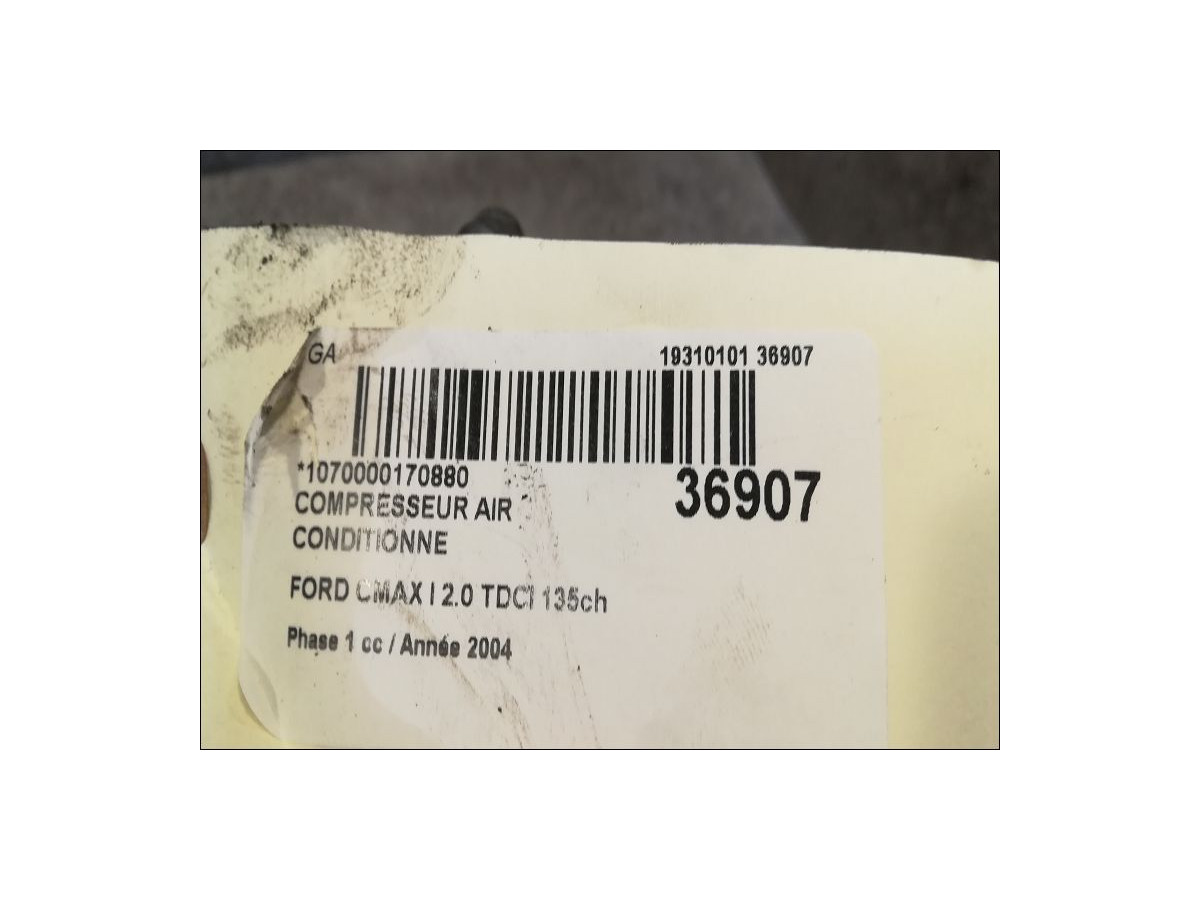 GA 19310101 36907
*1070000170880
36907
COMPRESSEUR AIR
CONDITIONNE
FORD CMAX I 2.0 TDCI 135ch
Phase 1 cc / Année 2004